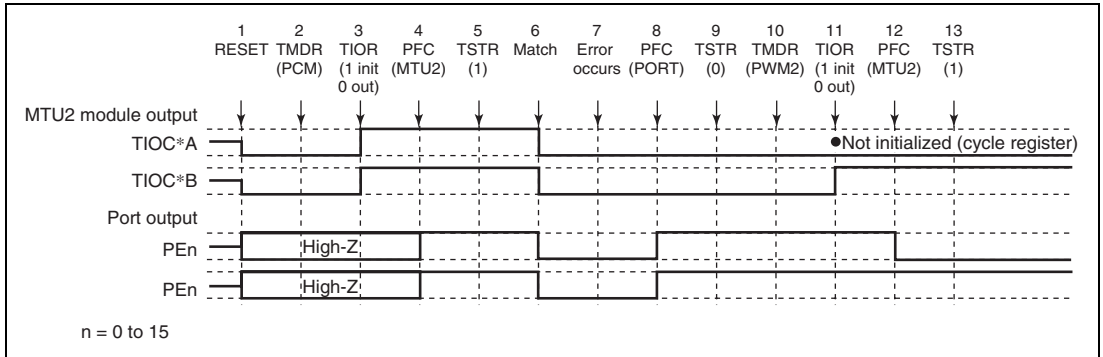 1 2 3 4 5 6 7 8 9 10 11 12 13
RESET TMDR TIOR PFC TSTR Match Error PFC TSTR TMDR TIOR PFC TSTR
(PCM) (1 init (MTU2) (1) occurs (PORT) (0) (PWM2) (1 init (MTU2) (1)
0 out) 0 out)
MTU2 module output
TIOC*A ●Not initialized (cycle register)
TIOC*B
Port output
PEn High-Z
PEn High-Z
n = 0 to 15